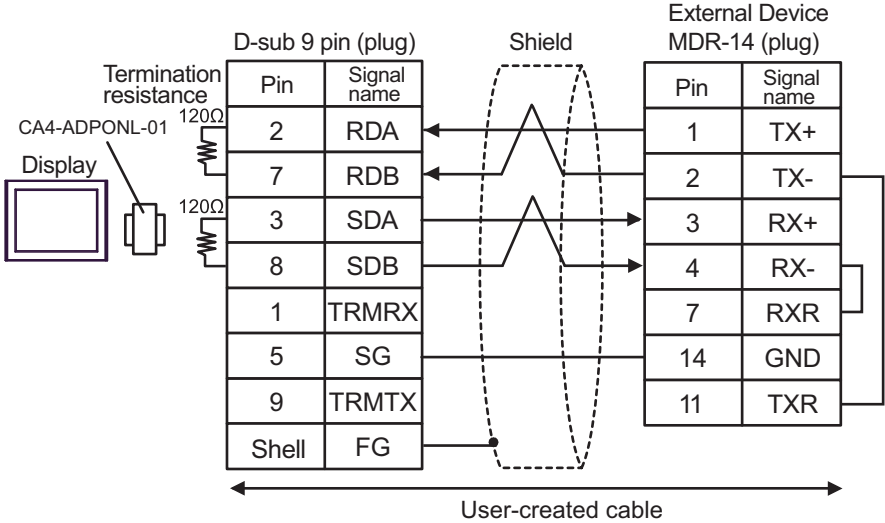 External Device
D-sub 9 pin (plug) Shield MDR-14 (plug)
Termination resistance
CA4-ADPONL-01
Display
120Ω
120Ω
Pin Signal name
2 RDA
7 RDB
3 SDA
8 SDB
1 TRMRX
5 SG
9 TRMTX
Shell FG
Pin Signal name
1 TX+
2 TX-
3 RX+
4 RX-
7 RXR
14 GND
11 TXR
User-created cable